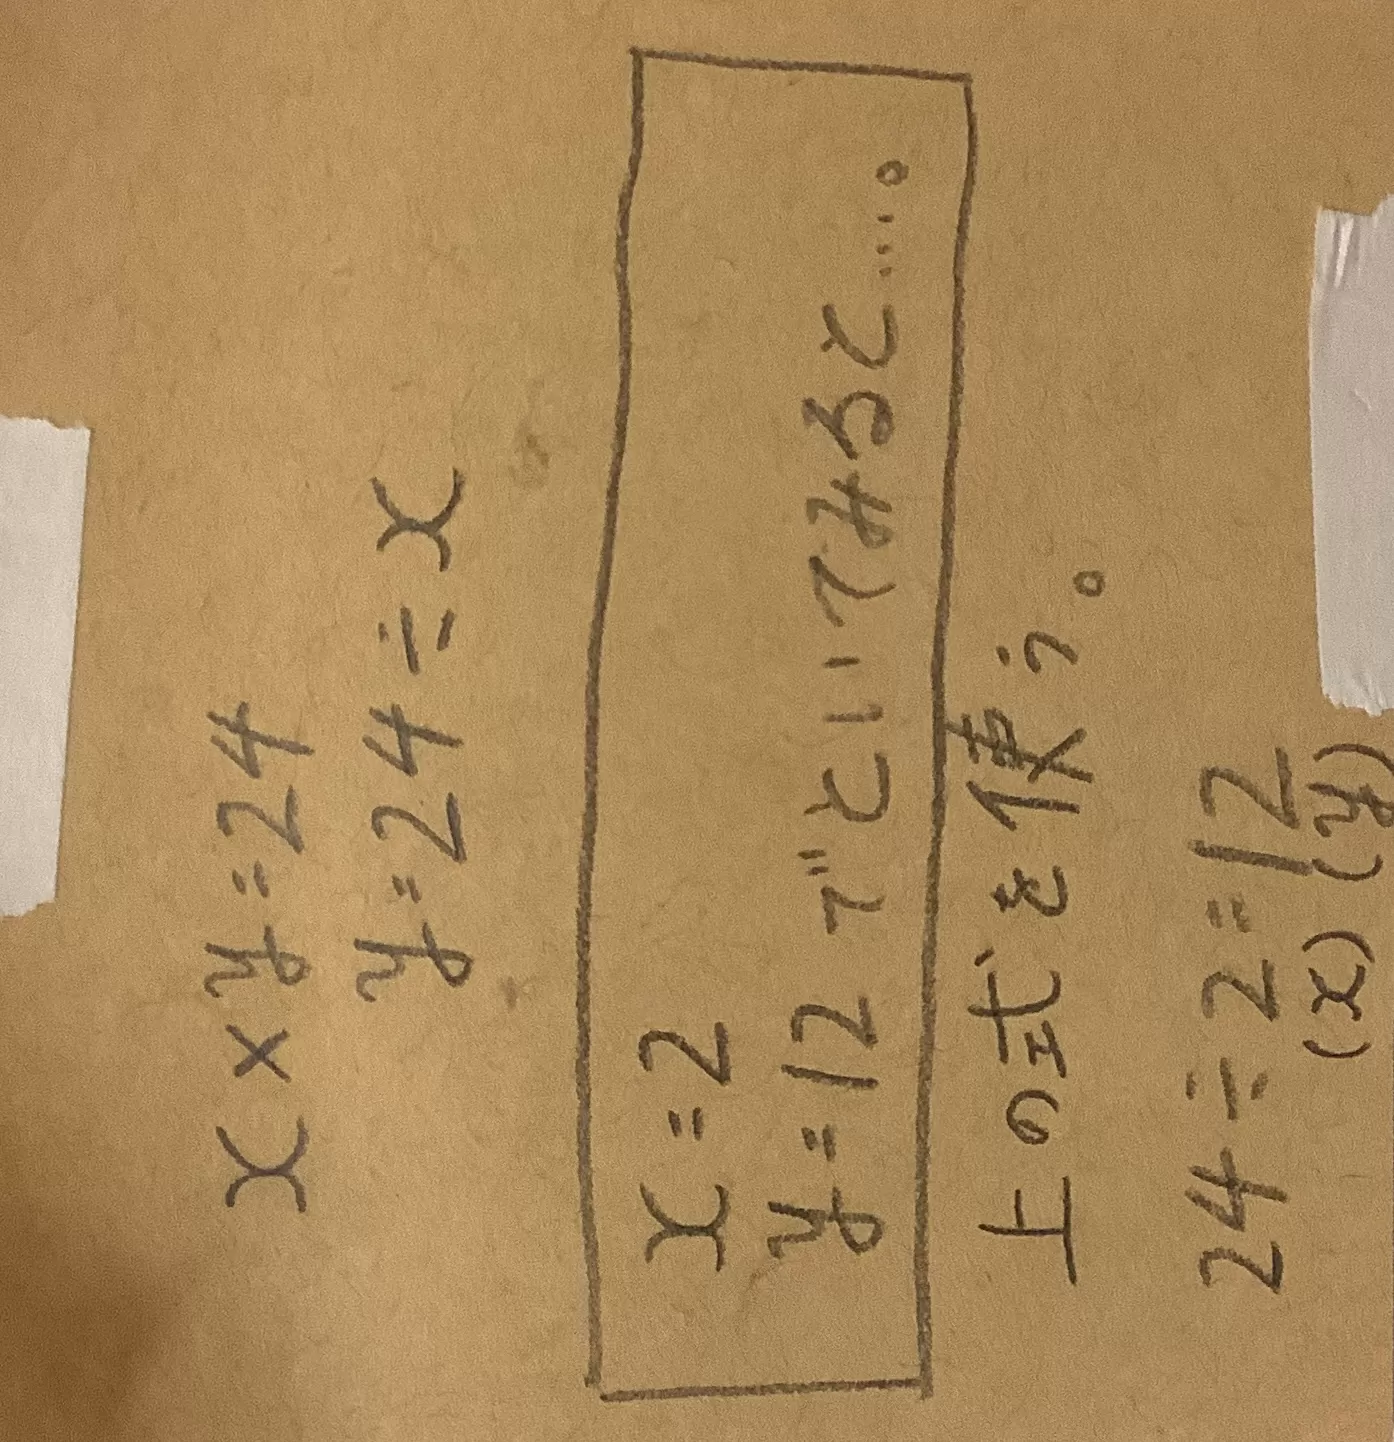 x×y=24
y=24÷x
x=2
y=12でといてみると…。
上の式を使う。
24÷2=12
(x)(y)